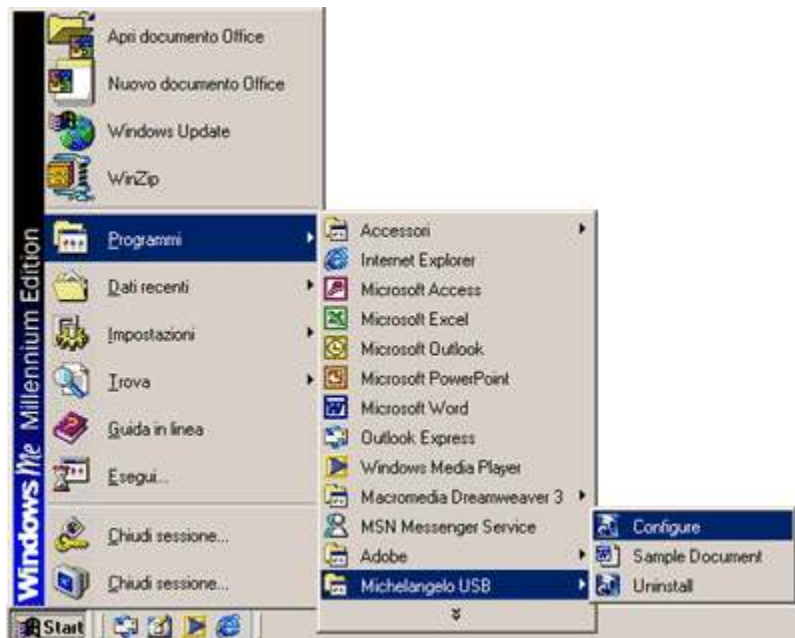 Apri documento Office
Nuovo documento Office
Windows Update
WinZip
Programmi
Dati recenti
Impostazioni
Trova
Guida in linea
Esegui...
Chiudi sessione...
Chiudi sessione...
Windows Me Millennium Edition
Start
Accessori
Internet Explorer
Microsoft Access
Microsoft Excel
Microsoft Outlook
Microsoft PowerPoint
Microsoft Word
Outlook Express
Windows Media Player
Macromedia Dreamweaver 3
MSN Messenger Service
Adobe
Michelangelo USB
Configure
Sample Document
Uninstall